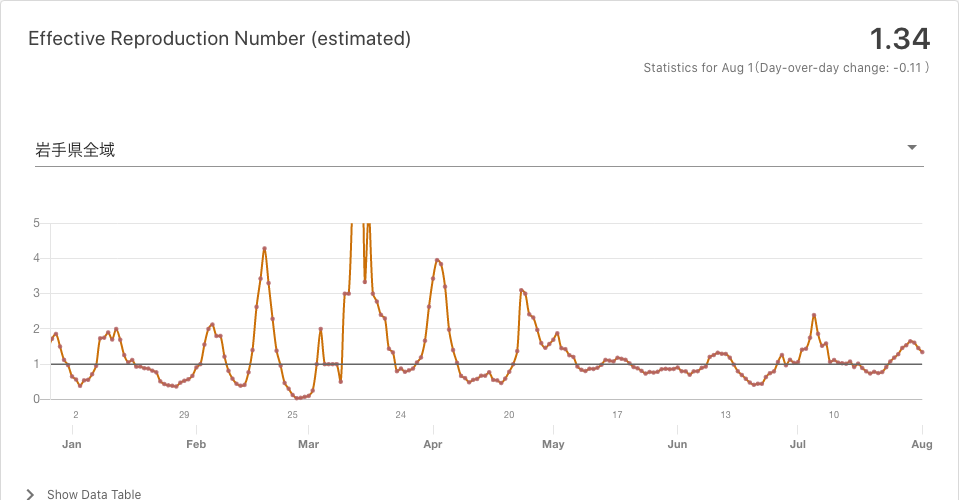 Effective Reproduction Number (estimated)
1.34
Statistics for Aug 1(Day-over-day change: -0.11 )
岩手県全域
5
4
3
2
1
0
2 29 25 24 20 17 13 10
Jan Feb Mar Apr May Jun Jul Aug
Show Data Table